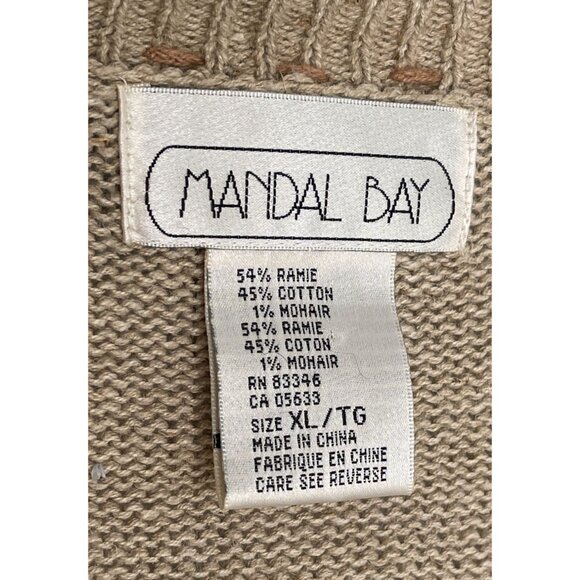 MANDAL BAY
54% RAMIE
45% COTTON
1% MOHAIR
54% RAMIE
45% COTON
1% MOHAIR
RN 83346
CA 05633
SIZE XL/TG
MADE IN CHINA
FABRIQUE EN CHINE
CARE SEE REVERSE